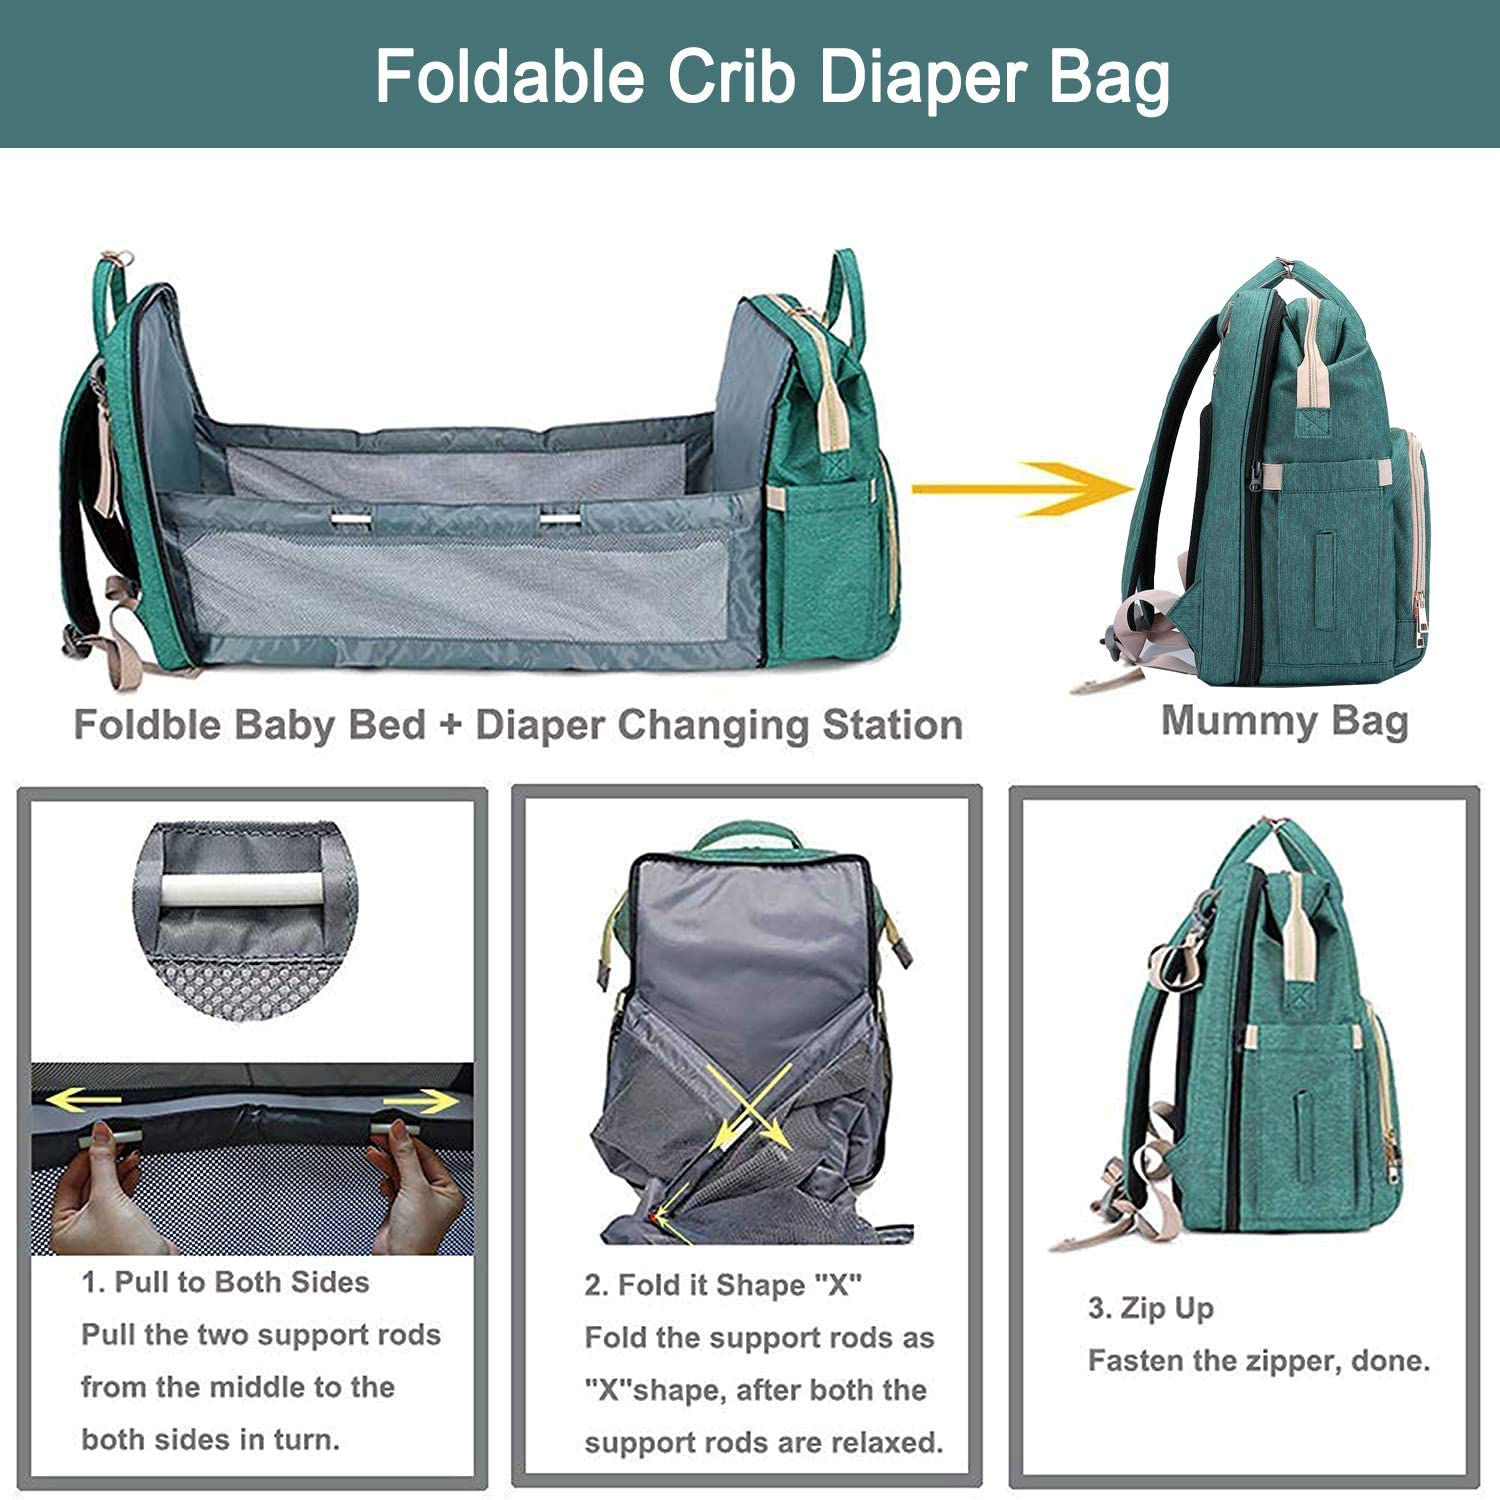 Foldable Crib Diaper Bag
Foldble Baby Bed + Diaper Changing Station
Mummy Bag
1. Pull to Both Sides
Pull the two support rods
from the middle to the
both sides in turn.
2. Fold it Shape "X"
Fold the support rods as
"X"shape, after both the
support rods are relaxed.
3. Zip Up
Fasten the zipper, done.